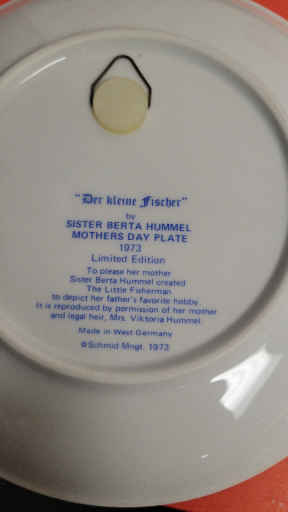 "Der kleine Fischer"
by
SISTER BERTA HUMMEL
MOTHERS DAY PLATE
1973
Limited Edition
To please her mother
Sister Berta Hummel created
The Little Fisherman
to depict her father's favorite hobby.
It is reproduced by permission of her mother
and legal heir, Mrs. Viktoria Hummel.
Made in West Germany
©Schmid Mngt. 1973